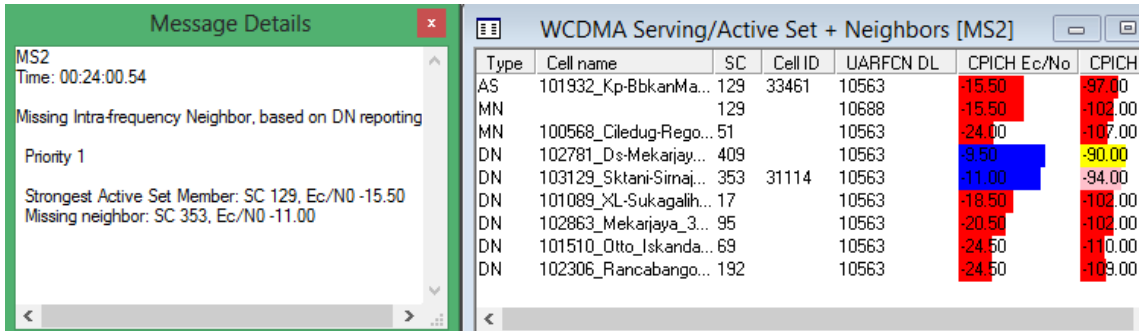 Message Details
x
MS2
Time: 00:24:00.54
Missing Intra-frequency Neighbor, based on DN reporting
Priority 1
Strongest Active Set Member: SC 129, Ec/N0 -15.50
Missing neighbor: SC 353, Ec/N0 -11.00
WCDMA Serving/Active Set + Neighbors [MS2]
Type Cell name SC Cell ID UARFCN DL CPICH Ec/No CPICH
AS 101932_Kp-BbkanMa... 129 33461 10563 -15.50 -97.00
MN 129 10688 -15.50 -102.00
MN 100568_Ciledug-Rego... 51 10563 -24.00 -107.00
DN 102781_Ds-Mekarjay... 409 10563 -9.50 -90.00
DN 103129_Sktani-Sirnaj... 353 31114 10563 -11.00 -94.00
DN 101089_XL-Sukagalih... 17 10563 -18.50 -102.00
DN 102863_Mekarjaya_3... 95 10563 -20.50 -102.00
DN 101510_Otto_Iskanda... 69 10563 -24.50 -110.00
DN 102306_Rancabango... 192 10563 -24.50 -109.00